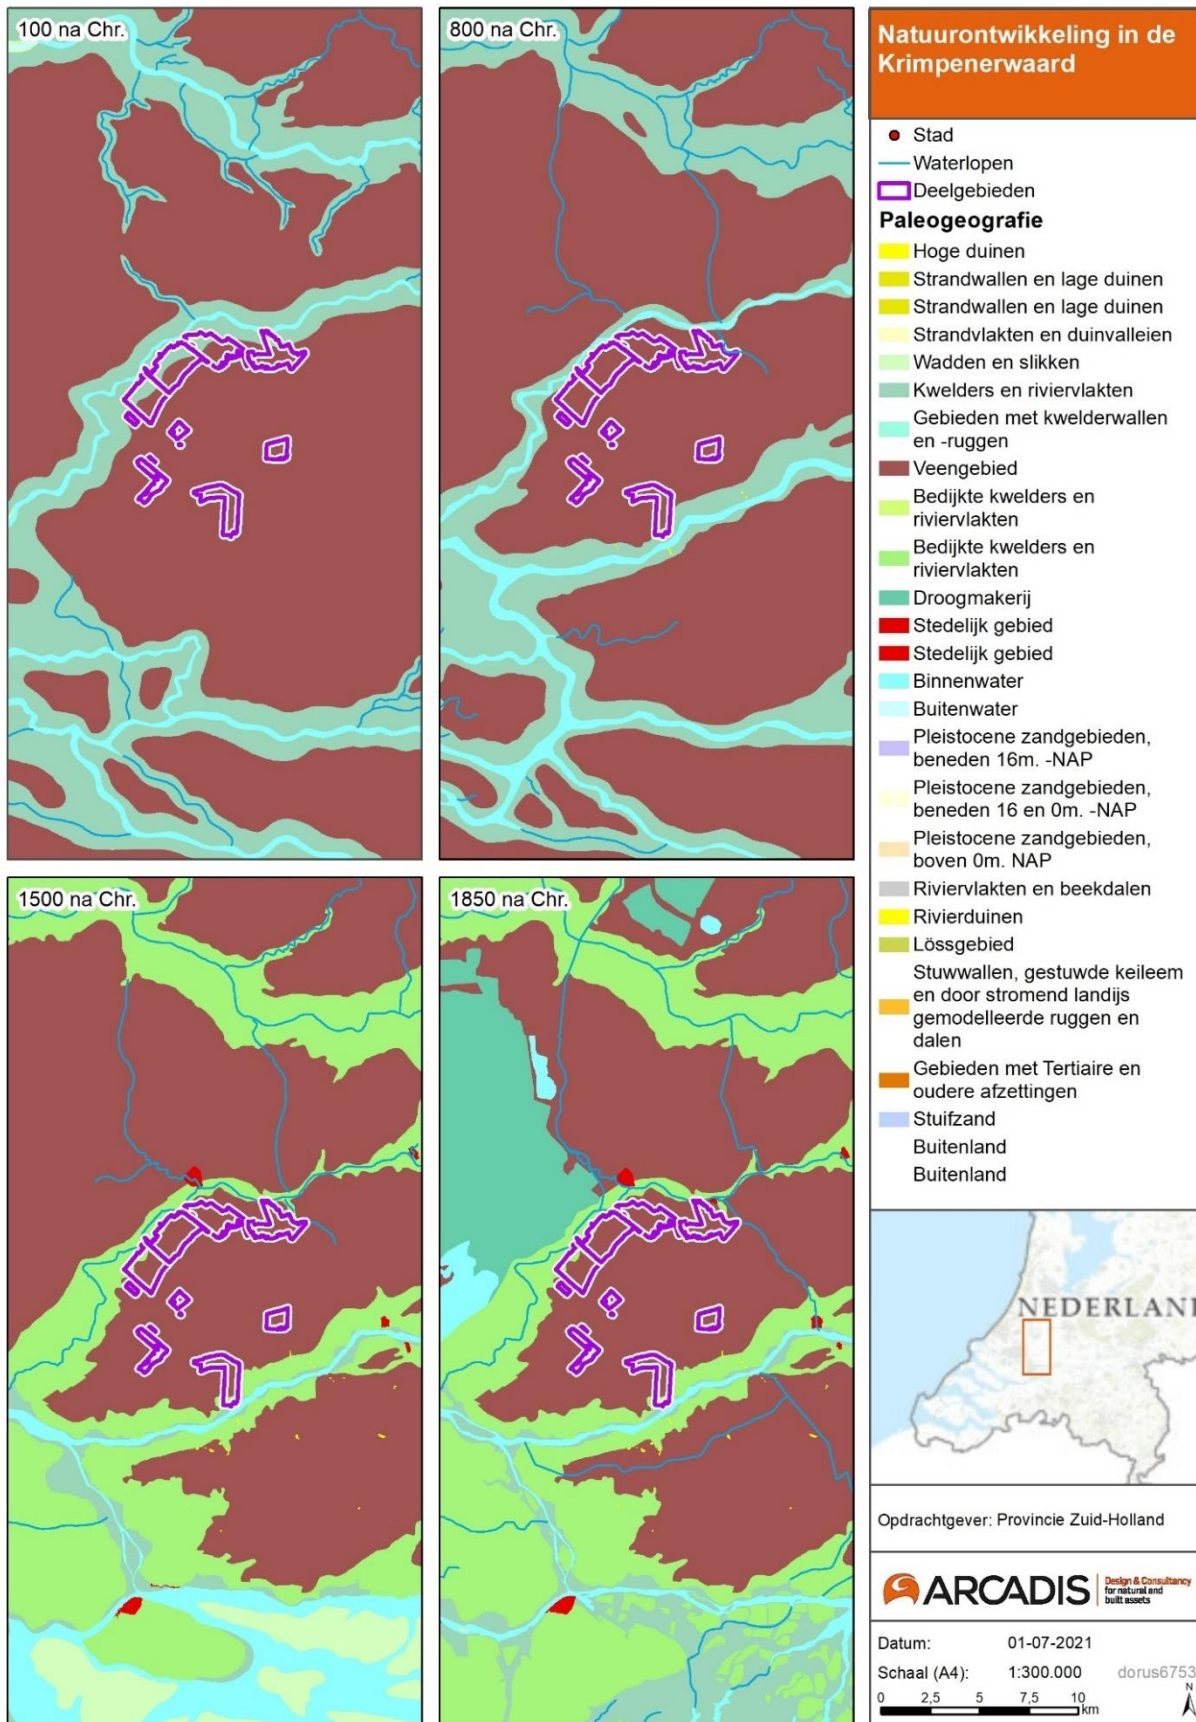 100 na Chr.
800 na Chr.
1500 na Chr.
1850 na Chr.
Natuurontwikkeling in de
Krimpenerwaard
Stad
Waterlopen
Deelgebieden
Paleogeografie
Hoge duinen
Strandwallen en lage duinen
Strandwallen en lage duinen
Strandvlakten en duinvalleien
Wadden en slikken
Kwelders en riviervlakten
Gebieden met kwelderwallen
en -ruggen
Veengebied
Bedijkte kwelders en
riviervlakten
Bedijkte kwelders en
riviervlakten
Droogmakerij
Stedelijk gebied
Stedelijk gebied
Binnenwater
Buitenwater
Pleistocene zandgebieden,
beneden 16m. -NAP
Pleistocene zandgebieden,
beneden 16 en 0m. -NAP
Pleistocene zandgebieden,
boven 0m. NAP
Riviervlakten en beekdalen
Rivierduinen
Lössgebied
Stuwwallen, gestuwde keileem
en door stromend landijs
gemodelleerde ruggen en
dalen
Gebieden met Tertiaire en
oudere afzettingen
Stuifzand
Buitenland
Buitenland
NEDERLAND
Opdrachtgever: Provincie Zuid-Holland
ARCADIS
Design & Consultancy
for natural and
built assets
Datum: 01-07-2021
Schaal (A4): 1:300.000 dorus6753
0 2,5 5 7,5 10
km
N